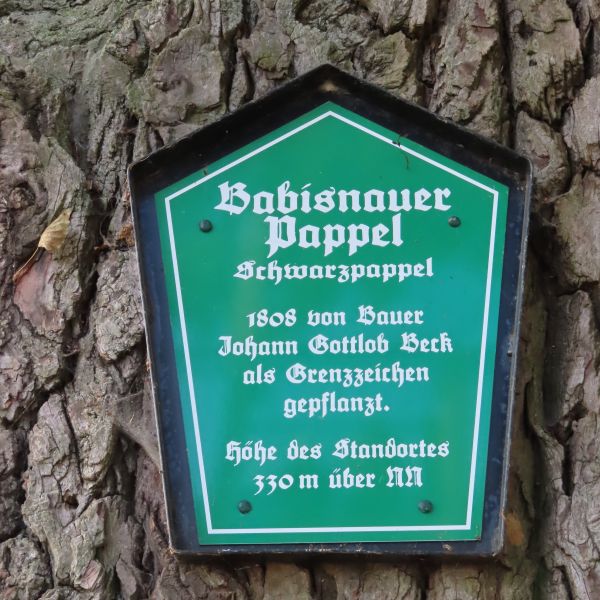 Babisnauer
Pappel
Schwarzpappel
1808 von Bauer
Johann Gottlob Beck
als Grenzzeichen
gepflanzt.
Höhe des Standortes
330 m über NN